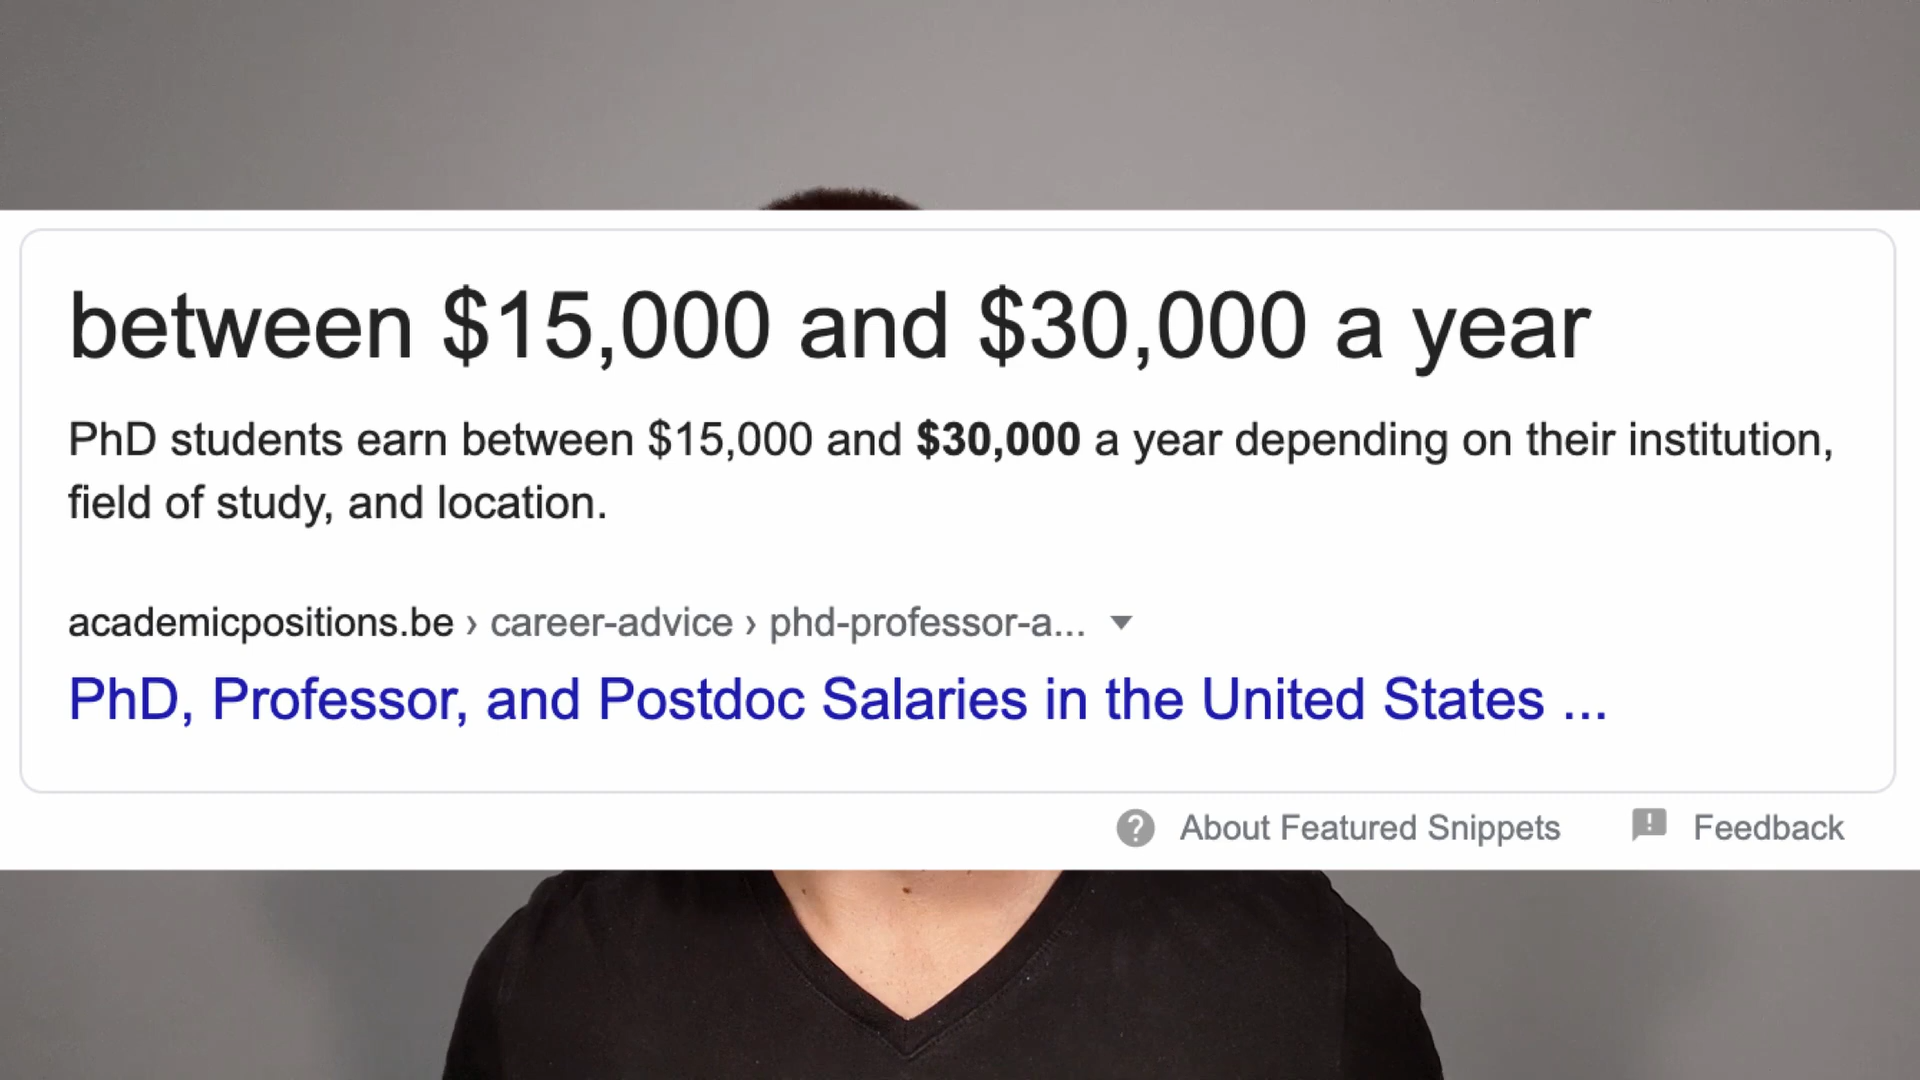 between $15,000 and $30,000 a year
PhD students earn between $15,000 and $30,000 a year depending on their institution,
field of study, and location.
academicpositions.be › career-advice › phd-professor-a...
PhD, Professor, and Postdoc Salaries in the United States ...
About Featured Snippets Feedback